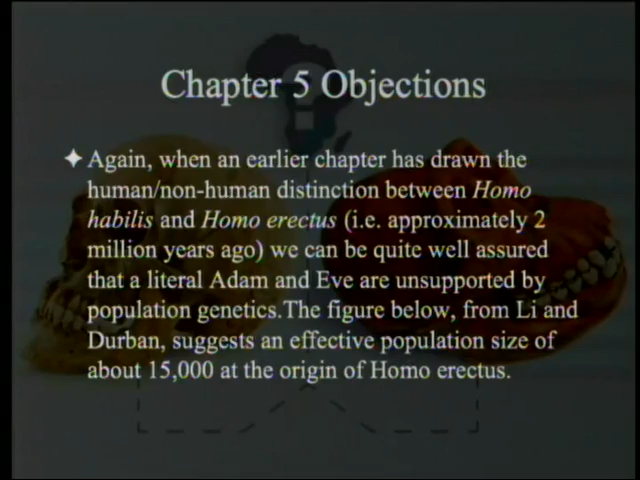 Chapter 5 Objections
Again, when an earlier chapter has drawn the
human/non-human distinction between Homo
habilis and Homo erectus (i.e. approximately 2
million years ago) we can be quite well assured
that a literal Adam and Eve are unsupported by
population genetics.The figure below, from Li and
Durban, suggests an effective population size of
about 15,000 at the origin of Homo erectus.